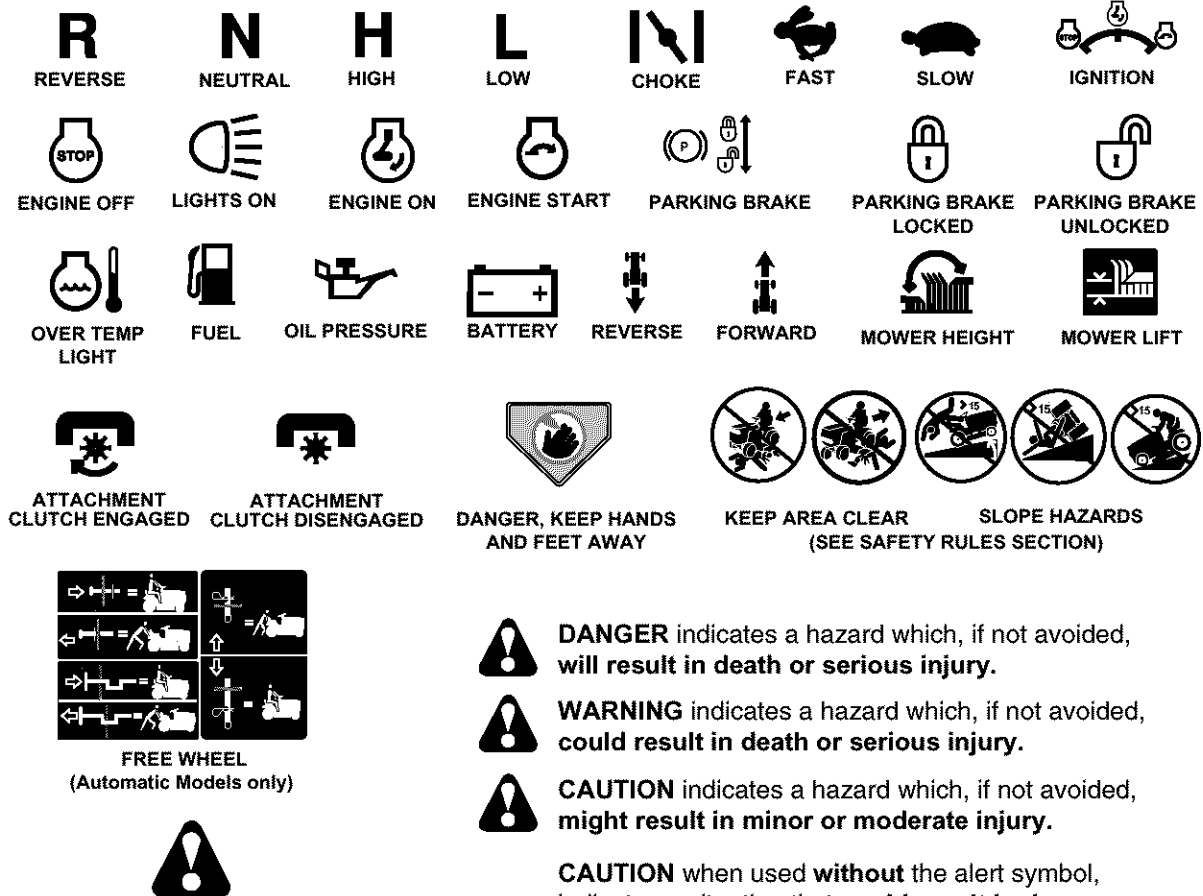 R N H L
REVERSE NEUTRAL HIGH LOW CHOKE FAST SLOW IGNITION
STOP
STOP P
ENGINE OFF LIGHTS ON ENGINE ON ENGINE START PARKING BRAKE PARKING BRAKE LOCKED PARKING BRAKE UNLOCKED
OVER TEMP LIGHT FUEL OIL PRESSURE BATTERY REVERSE FORWARD MOWER HEIGHT MOWER LIFT
15 15 15
ATTACHMENT CLUTCH ENGAGED
ATTACHMENT CLUTCH DISENGAGED
DANGER, KEEP HANDS
AND FEET AWAY
KEEP AREA CLEAR SLOPE HAZARDS
(SEE SAFETY RULES SECTION)
FREE WHEEL
(Automatic Models only)
DANGER indicates a hazard which, if not avoided,
will result in death or serious injury.
WARNING indicates a hazard which, if not avoided,
could result in death or serious injury.
CAUTION indicates a hazard which, if not avoided,
might result in minor or moderate injury.
CAUTION when used without the alert symbol,